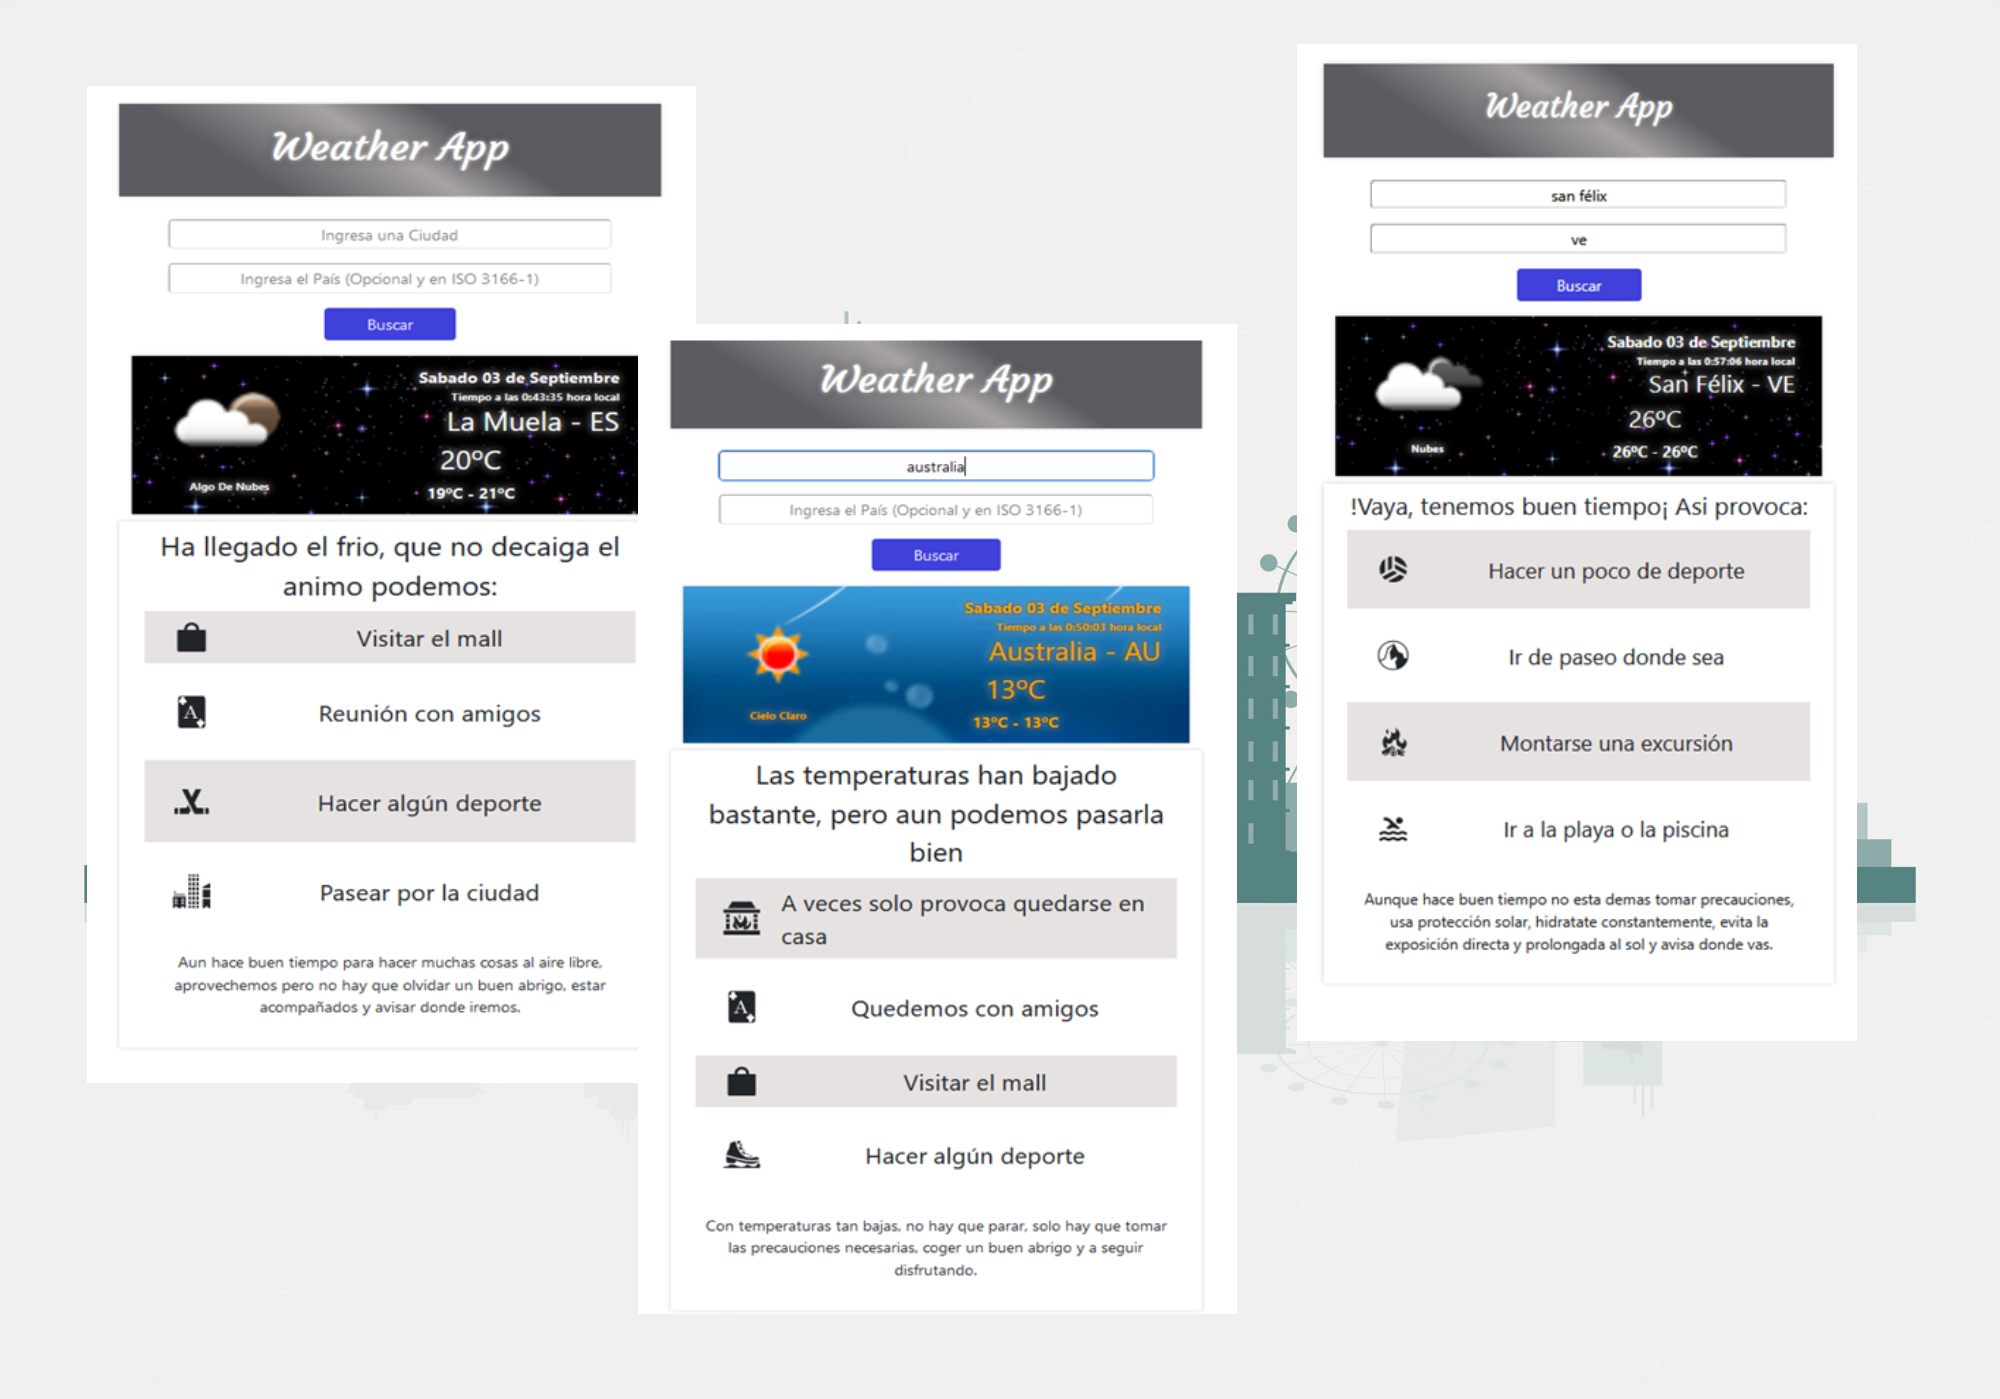 Weather App
Ingresa una Ciudad
Ingresa el País (Opcional y en ISO 3166-1)
Buscar
Sabado 03 de Septiembre
Tiempo a las 0:43:35 hora local
La Muela - ES
20ºC
19ºC - 21ºC
Algo De Nubes
Ha llegado el frio, que no decaiga el
animo podemos:
Visitar el mall
Reunión con amigos
Hacer algún deporte
Pasear por la ciudad
Aun hace buen tiempo para hacer muchas cosas al aire libre,
aprovechemos pero no hay que olvidar un buen abrigo, estar
acompañados y avisar donde iremos.
Weather App
australia
Ingresa el País (Opcional y en ISO 3166-1)
Buscar
Sabado 03 de Septiembre
Tiempo a las 0:50:03 hora local
Australia - AU
13ºC
13ºC - 13ºC
Cielo Claro
Las temperaturas han bajado
bastante, pero aun podemos pasarla
bien
A veces solo provoca quedarse en
casa
Quedemos con amigos
Visitar el mall
Hacer algún deporte
Con temperaturas tan bajas, no hay que parar, solo hay que tomar
las precauciones necesarias, coger un buen abrigo y a seguir
disfrutando.
Weather App
san félix
ve
Buscar
Sabado 03 de Septiembre
Tiempo a las 0:57:06 hora local
San Félix - VE
26ºC
26ºC - 26ºC
Nubes
!Vaya, tenemos buen tiempo¡ Asi provoca:
Hacer un poco de deporte
Ir de paseo donde sea
Montarse una excursión
Ir a la playa o la piscina
Aunque hace buen tiempo no esta demas tomar precauciones,
usa protección solar, hidratate constantemente, evita la
exposición directa y prolongada al sol y avisa donde vas.